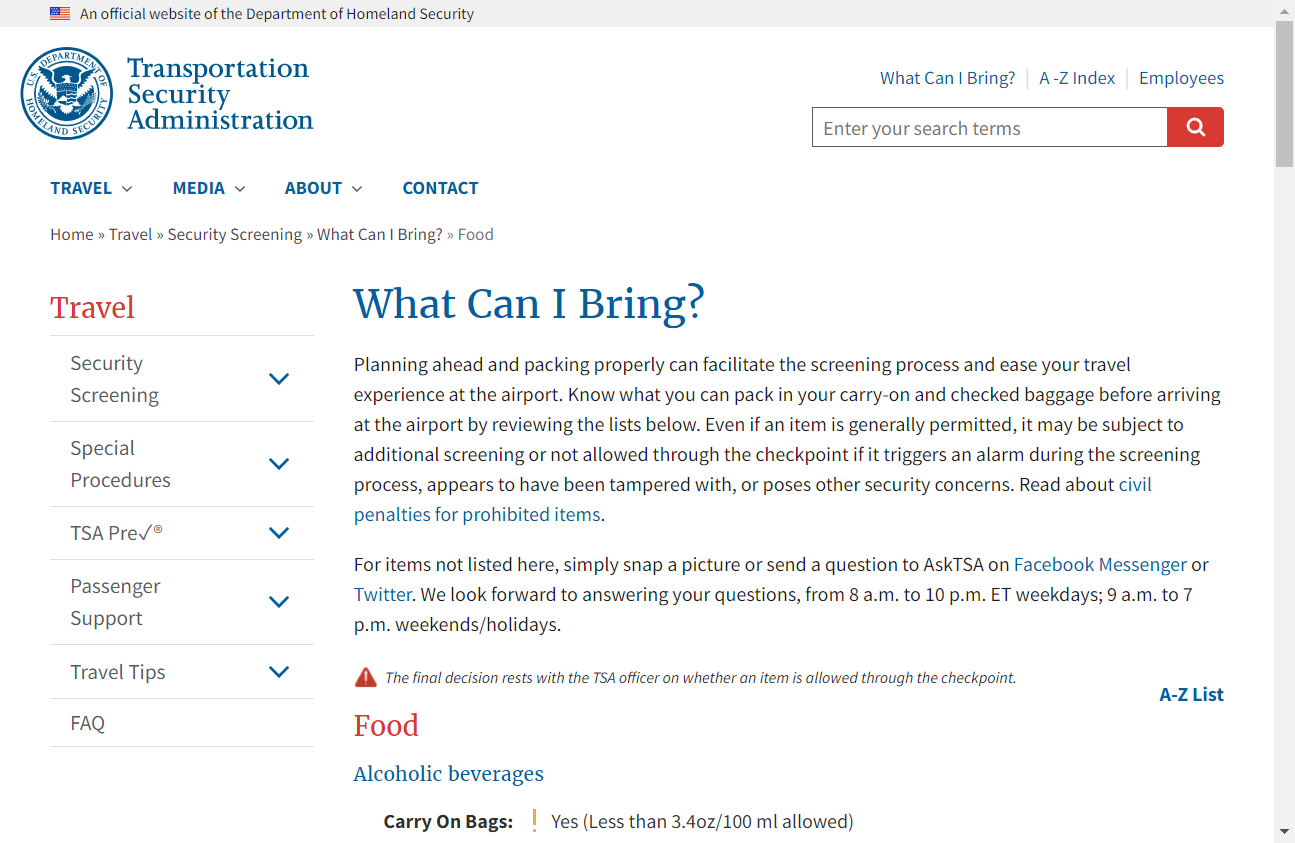 An official website of the Department of Homeland Security
U.S. DEPARTMENT OF HOMELAND SECURITY
Transportation
Security
Administration
What Can I Bring?
A -Z Index
Employees
Enter your search terms
TRAVEL
MEDIA
ABOUT
CONTACT
Home » Travel » Security Screening » What Can I Bring? » Food
Travel
Security
Screening
Special
Procedures
TSA Pre✓®
Passenger
Support
Travel Tips
FAQ
What Can I Bring?
Planning ahead and packing properly can facilitate the screening process and ease your travel
experience at the airport. Know what you can pack in your carry-on and checked baggage before arriving
at the airport by reviewing the lists below. Even if an item is generally permitted, it may be subject to
additional screening or not allowed through the checkpoint if it triggers an alarm during the screening
process, appears to have been tampered with, or poses other security concerns. Read about civil
penalties for prohibited items.
For items not listed here, simply snap a picture or send a question to AskTSA on Facebook Messenger or
Twitter. We look forward to answering your questions, from 8 a.m. to 10 p.m. ET weekdays; 9 a.m. to 7
p.m. weekends/holidays.
The final decision rests with the TSA officer on whether an item is allowed through the checkpoint.
A-Z List
Food
Alcoholic beverages
Carry On Bags: Yes (Less than 3.4oz/100 ml allowed)